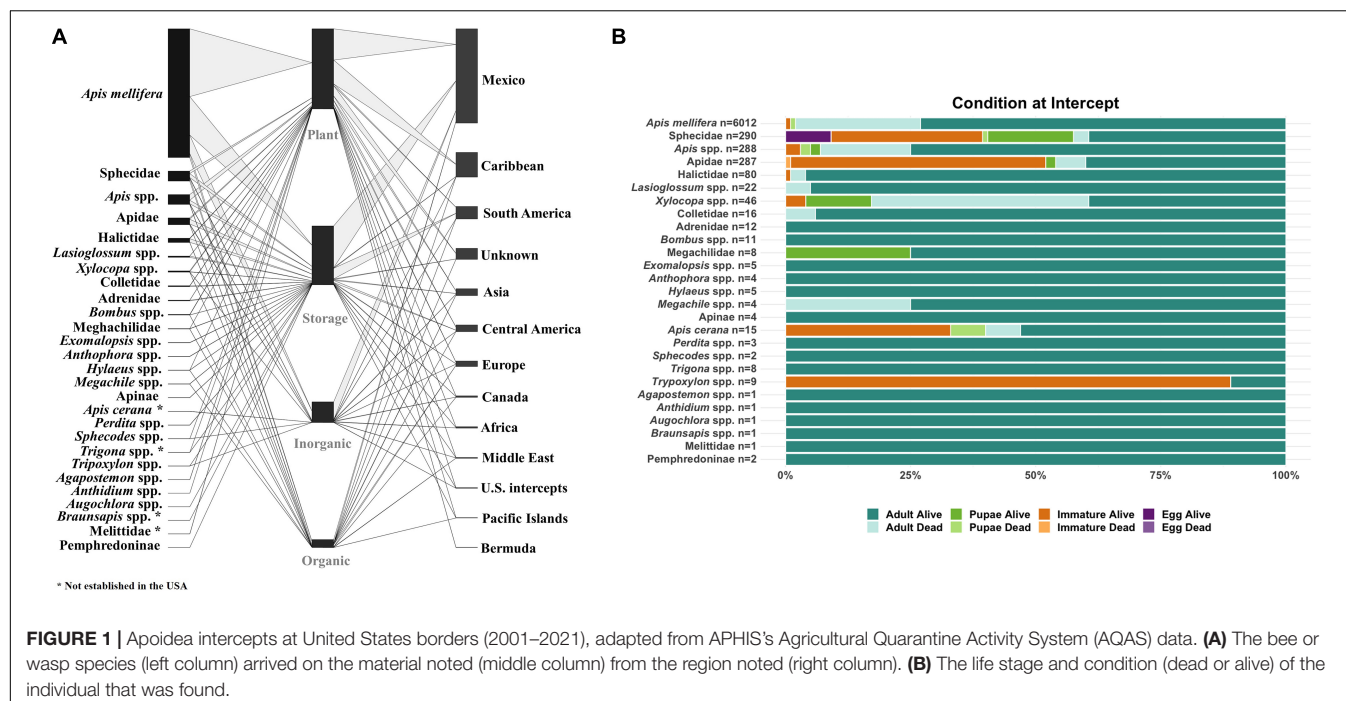 A
Apis mellifera
Sphecidae
Apis spp.
Apidae
Halictidae
Lasioglossum spp.
Xylocopa spp.
Colletidae
Adrenidae
Bombus spp.
Meghachilidae
Exomalopsis spp.
Anthophora spp.
Hylaeus spp.
Megachile spp.
Apinae
Apis cerana *
Perdita spp.
Sphecodes spp.
Trigona spp. *
Tripoxylon spp.
Agapostemon spp.
Anthidium spp.
Augochlora spp.
Braunsapis spp. *
Melittidae *
Pemphredoninae
Plant
Storage
Inorganic
Organic
Mexico
Caribbean
South America
Unknown
Asia
Central America
Europe
Canada
Africa
Middle East
U.S. intercepts
Pacific Islands
Bermuda
* Not established in the USA
B
Condition at Intercept
Apis mellifera n=6012
Sphecidae n=290
Apis spp. n=288
Apidae n=287
Halictidae n=80
Lasioglossum spp. n=22
Xylocopa spp. n=46
Colletidae n=16
Adrenidae n=12
Bombus spp. n=11
Megachilidae n=8
Exomalopsis spp. n=5
Anthophora spp. n=4
Hylaeus spp. n=5
Megachile spp. n=4
Apinae n=4
Apis cerana n=15
Perdita spp. n=3
Sphecodes spp. n=2
Trigona spp. n=8
Trypoxylon spp. n=9
Agapostemon spp. n=1
Anthidium spp. n=1
Augochlora spp. n=1
Braunsapis spp. n=1
Melittidae n=1
Pemphredoninae n=2
0% 25% 50% 75% 100%
Adult Alive Pupae Alive Immature Alive Egg Alive
Adult Dead Pupae Dead Immature Dead Egg Dead
FIGURE 1 | Apoidea intercepts at United States borders (2001–2021), adapted from APHIS's Agricultural Quarantine Activity System (AQAS) data. (A) The bee or
wasp species (left column) arrived on the material noted (middle column) from the region noted (right column). (B) The life stage and condition (dead or alive) of the
individual that was found.